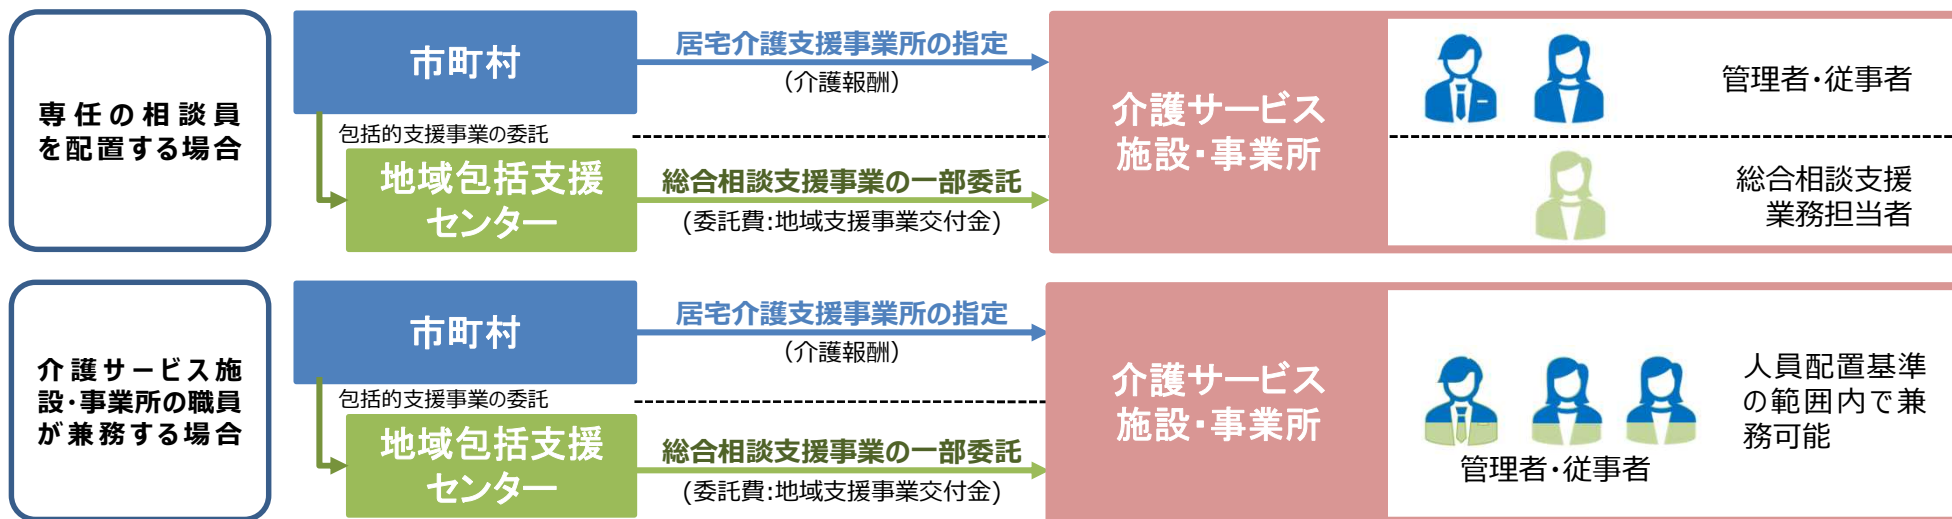 専任の相談員
を配置する場合
市町村
居宅介護支援事業所の指定
（介護報酬）
包括的支援事業の委託
地域包括支援
センター
総合相談支援事業の一部委託
(委託費:地域支援事業交付金)
介護サービス
施設・事業所
管理者・従事者
総合相談支援
業務担当者
介護サービス施
設・事業所の職員
が兼務する場合
市町村
居宅介護支援事業所の指定
（介護報酬）
包括的支援事業の委託
地域包括支援
センター
総合相談支援事業の一部委託
(委託費:地域支援事業交付金)
介護サービス
施設・事業所
管理者・従事者
人員配置基準
の範囲内で兼
務可能